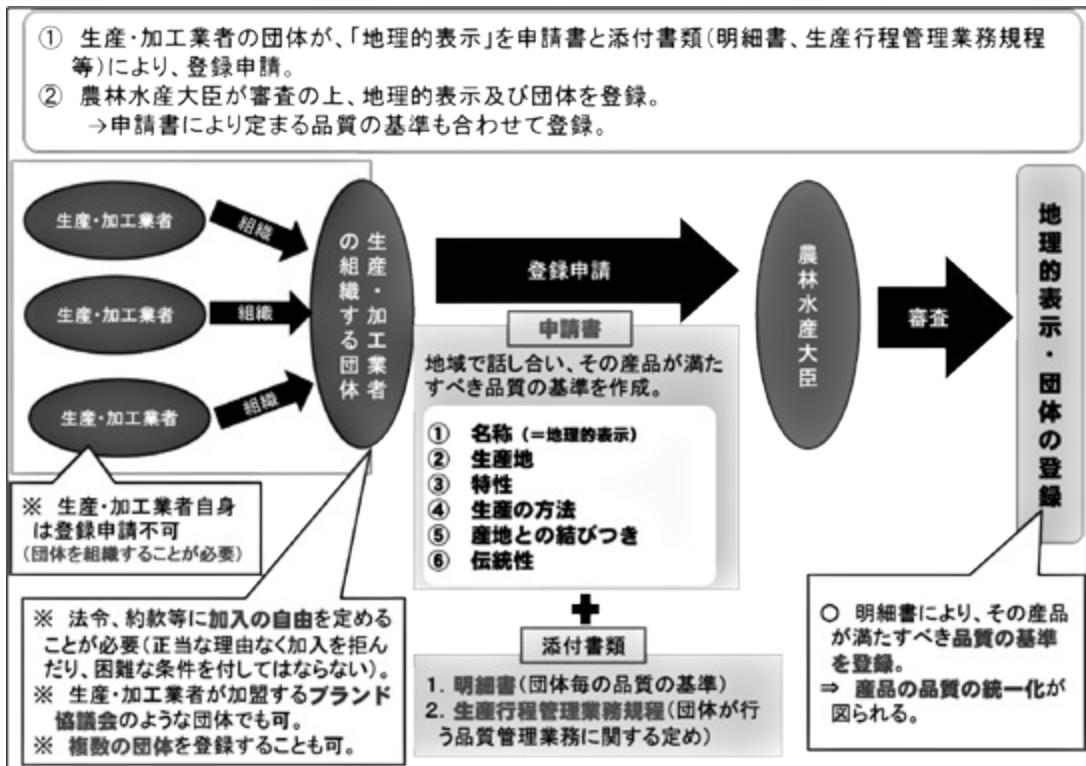 ① 生産・加工業者の団体が、「地理的表示」を申請書と添付書類(明細書、生産行程管理業務規程
等)により、登録申請。
② 農林水産大臣が審査の上、地理的表示及び団体を登録。
→申請書により定まる品質の基準も合わせて登録。
生産・加工業者
組織
生産・加工業者
組織
生産・加工業者
組織
生産・加工業者
の組織する団体
登録申請
農林水産大臣
審査
地理的表示・団体の登録
申請書
地域で話し合い、その産品が満た
すべき品質の基準を作成。
① 名称(=地理的表示)
② 生産地
③ 特性
④ 生産の方法
⑤ 産地との結びつき
⑥ 伝統性
※ 生産・加工業者自身
は登録申請不可
(団体を組織することが必要)
※ 法令、約款等に加入の自由を定める
ことが必要(正当な理由なく加入を拒ん
だり、困難な条件を付してはならない)。
※ 生産・加工業者が加盟するブランド
協議会のような団体でも可。
※ 複数の団体を登録することも可。
+
添付書類
1. 明細書(団体毎の品質の基準)
2. 生産行程管理業務規程(団体が行
う品質管理業務に関する定め)
○ 明細書により、その産品
が満たすべき品質の基準
を登録。
⇒ 産品の品質の統一化が
図られる。